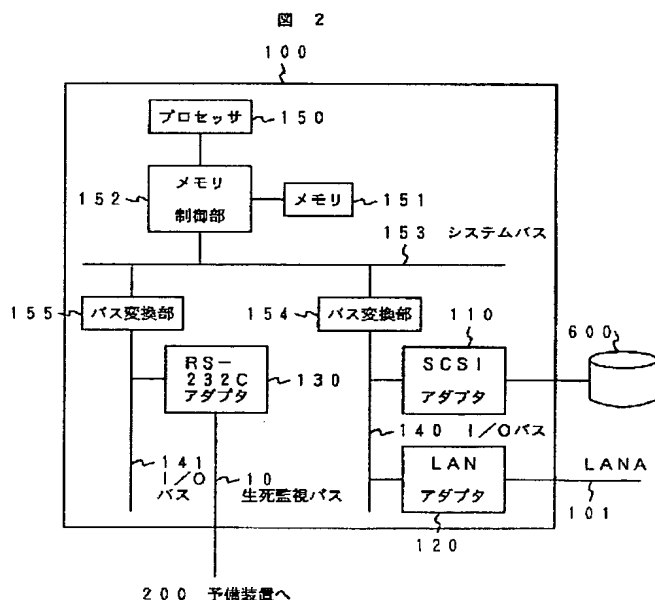 図 2
100
プロセッサ 150
152 メモリ制御部
メモリ 151
153 システムバス
155 バス変換部
154 バス変換部
110
600
RS-
232C
アダプタ
130
SCSI
アダプタ
140 I/Oバス
141
I/O
バス
10
生死監視パス
LAN
アダプタ
LANA
101
120
200 予備装置へ